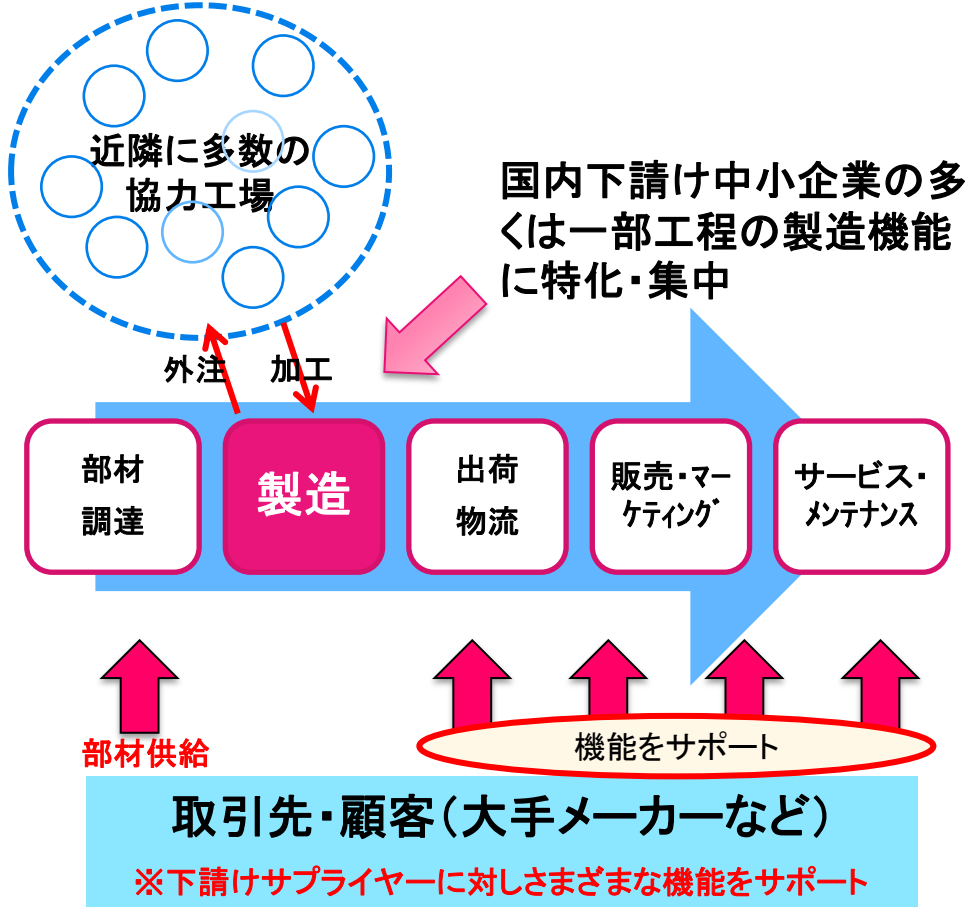 近隣に多数の
協力工場
国内下請け中小企業の多
くは一部工程の製造機能
に特化・集中
外注
加工
部材
調達
製造
出荷
物流
販売・マー
ケティング
サービス・
メンテナンス
部材供給
機能をサポート
取引先・顧客(大手メーカーなど)
※下請けサプライヤーに対しさまざまな機能をサポート